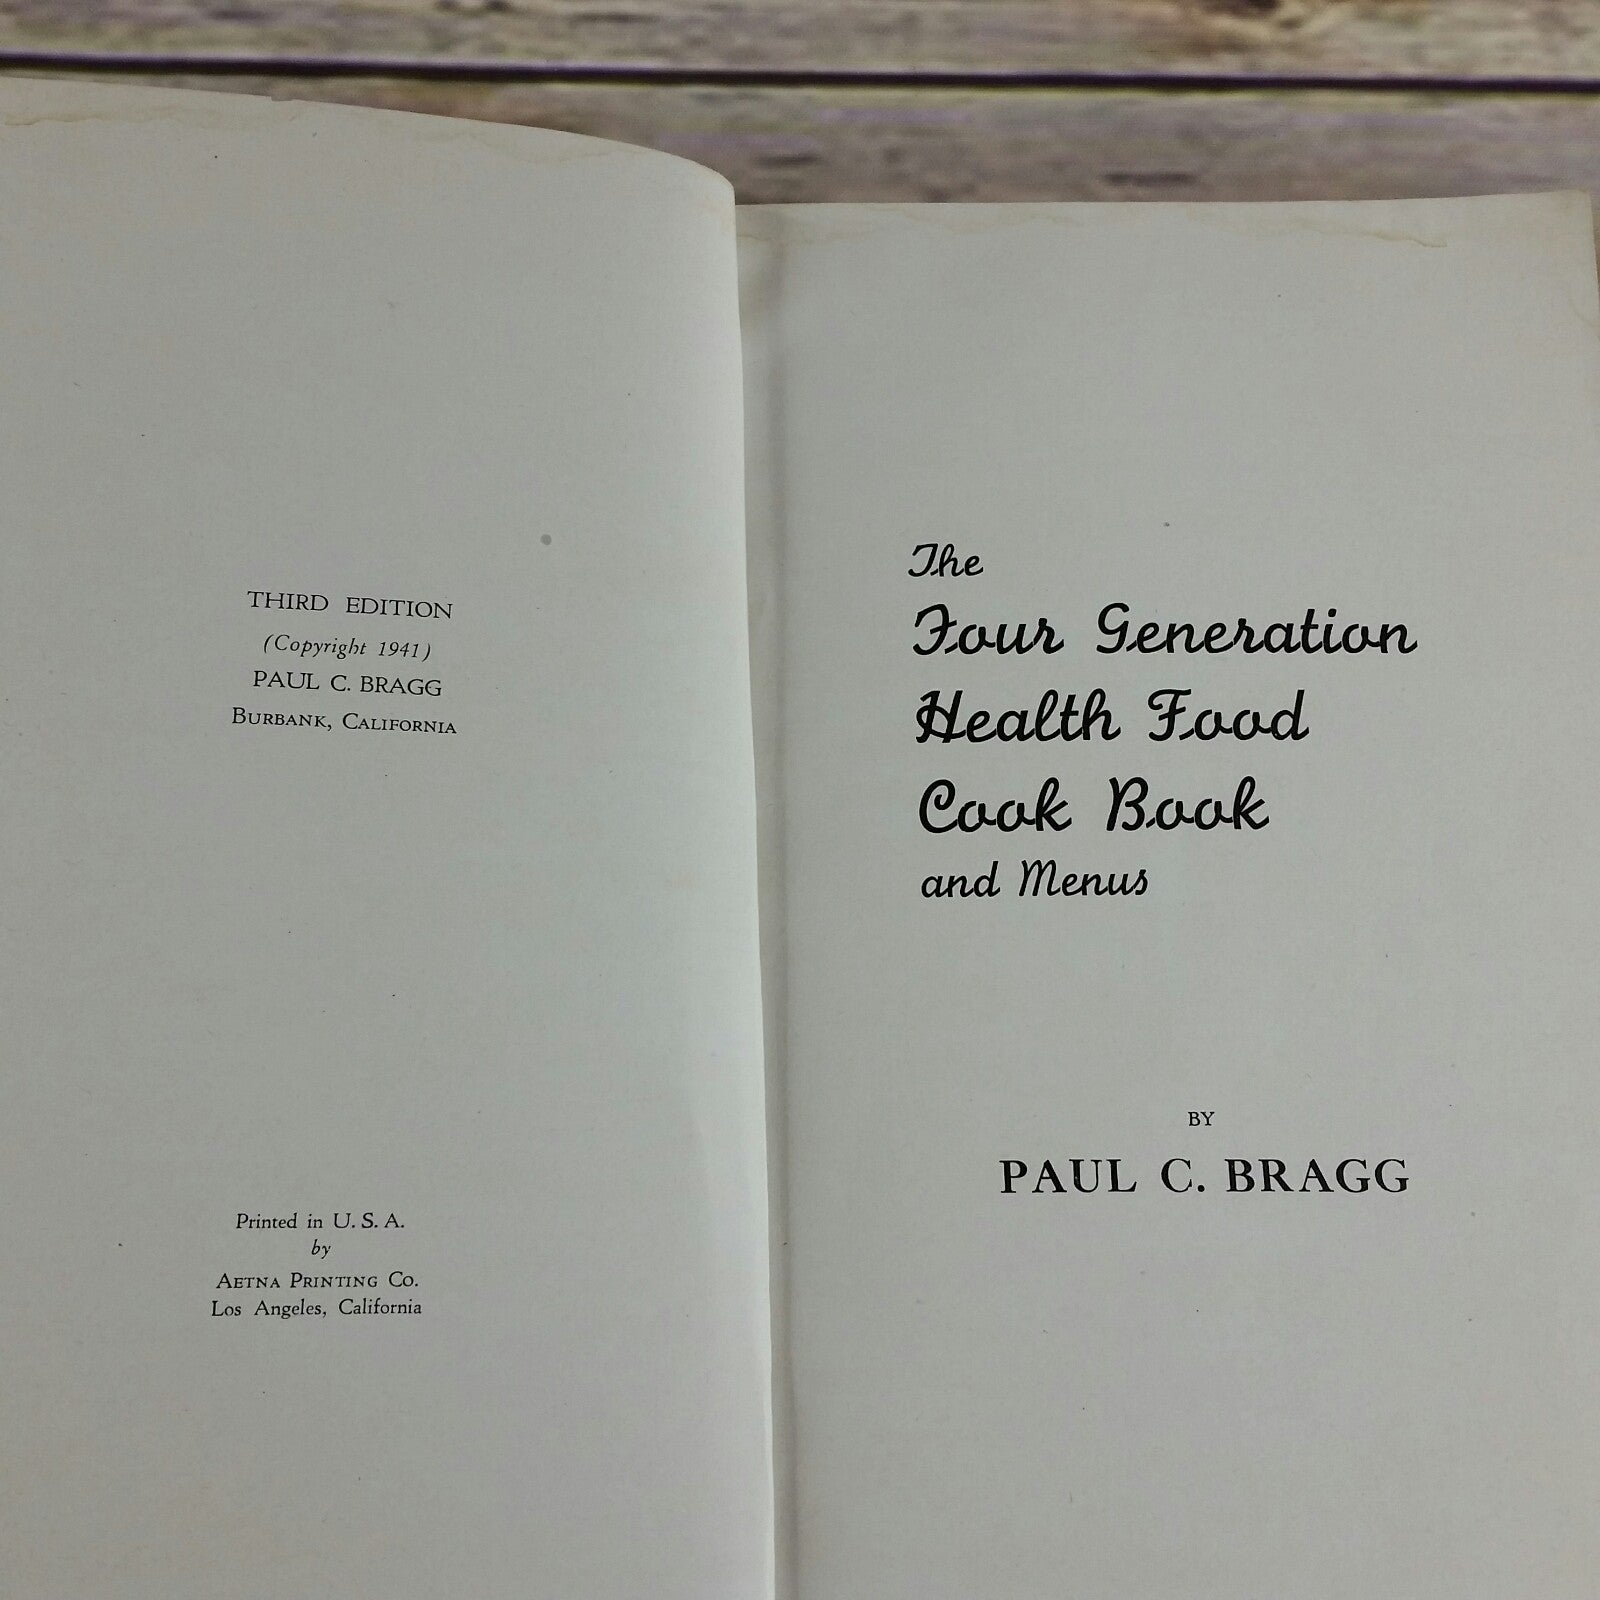 THIRD EDITION
(Copyright 1941)
PAUL C. BRAGG
BURBANK, CALIFORNIA
Printed in U. S. A.
by
AETNA PRINTING CO.
Los Angeles, California
The
Four Generation
Health Food
Cook Book
and Menus
BY
PAUL C. BRAGG